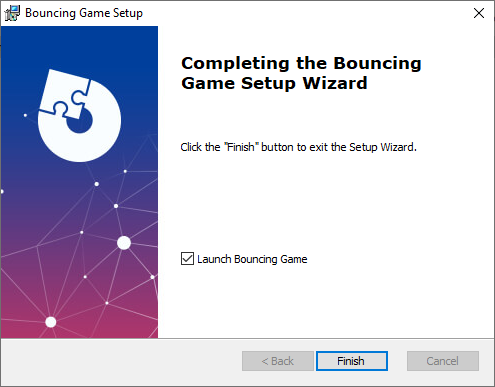 Bouncing Game Setup
Completing the Bouncing
Game Setup Wizard
Click the "Finish" button to exit the Setup Wizard.
Launch Bouncing Game
< Back
Finish
Cancel